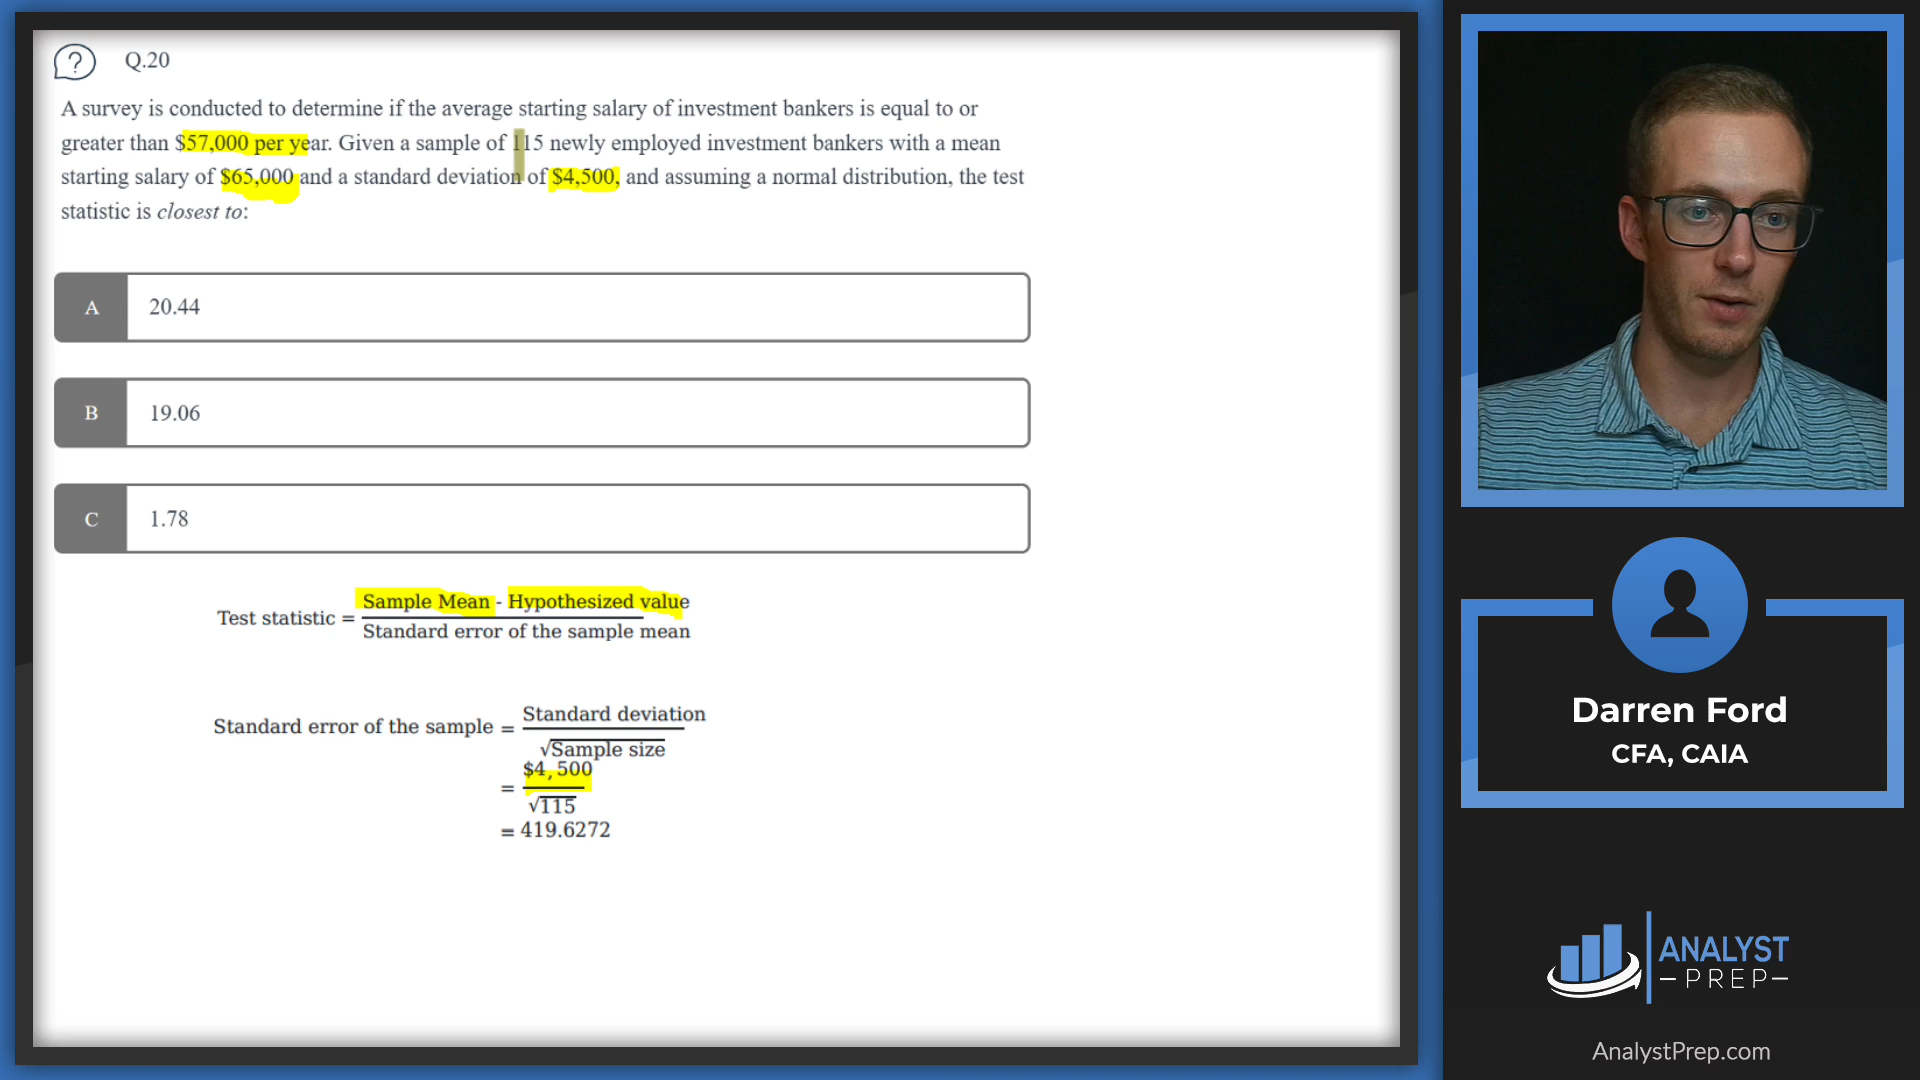 ?
Q.20
A survey is conducted to determine if the average starting salary of investment bankers is equal to or
greater than $57,000 per year. Given a sample of 115 newly employed investment bankers with a mean
starting salary of $65,000 and a standard deviation of $4,500, and assuming a normal distribution, the test
statistic is closest to:
A 20.44
B 19.06
C 1.78
Test statistic = Sample Mean - Hypothesized value
Standard error of the sample mean
Standard error of the sample = Standard deviation
√Sample size
= $4, 500
√115
= 419.6272
Darren Ford
CFA, CAIA
ANALYST
PREP
AnalystPrep.com